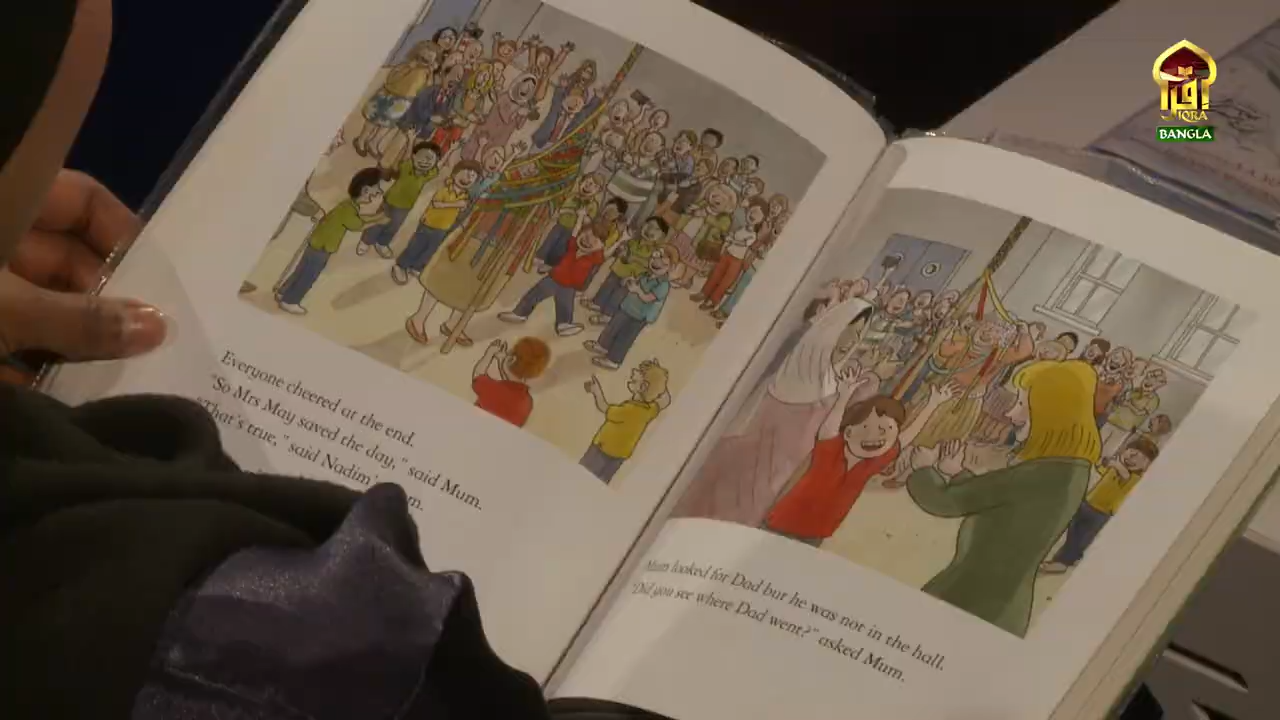 Everyone cheered at the end.
"So Mrs May saved the day," said Mum.
"That's true," said Nadim's
Mum looked for Dad but he was not in the hall.
"Did you see where Dad went?" asked Mum.
اقرأ
IQRA
BANGLA